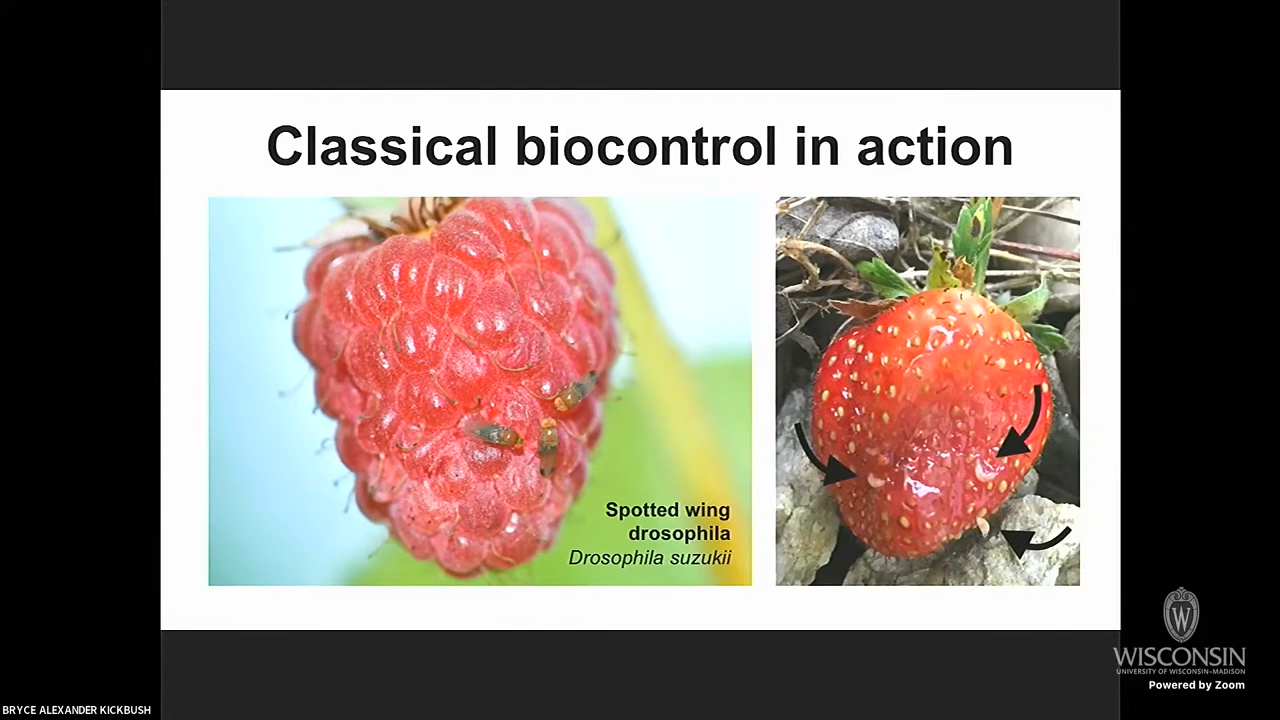 Classical biocontrol in action
Spotted wing
drosophila
Drosophila suzukii
W
WISCONSIN
UNIVERSITY OF WISCONSIN–MADISON
Powered by Zoom
BRYCE ALEXANDER KICKBUSH